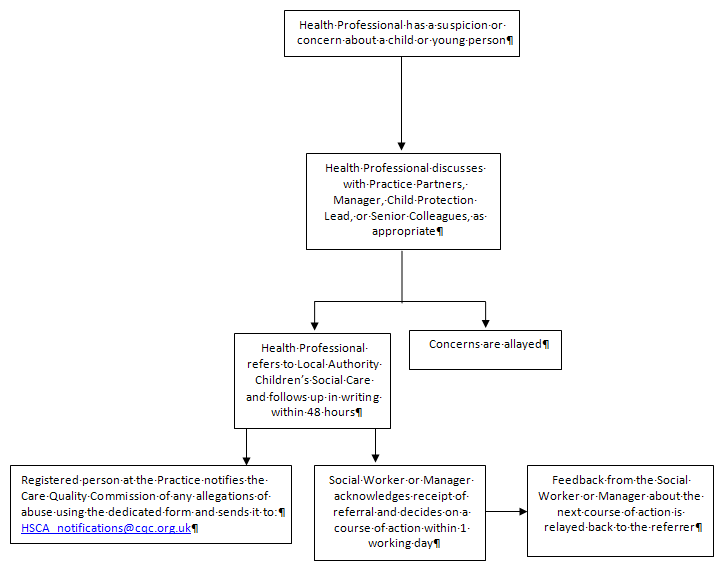 Health Professional has a suspicion or
concern about a child or young person¶
Health Professional discusses
with Practice Partners,
Manager, Child Protection
Lead, or Senior Colleagues, as
appropriate¶
Health Professional
refers to Local Authority
Children's Social Care
and follows up in writing
within 48 hours¶
Concerns are allayed¶
Registered person at the Practice notifies the
Care Quality Commission of any allegations of
abuse using the dedicated form and sends it to:¶
HSCA_notifications@cqc.org.uk¶
Social Worker or Manager
acknowledges receipt of
referral and decides on a
course of action within 1
working day¶
Feedback from the Social
Worker or Manager about the
next course of action is
relayed back to the referrer¶